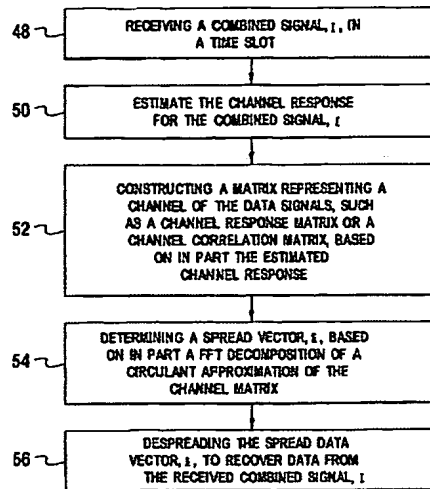 48
RECEIVING A COMBINED SIGNAL, r, IN
A TIME SLOT
50
ESTIMATE THE CHANNEL RESPONSE
FOR THE COMBINED SIGNAL, r
52
CONSTRUCTING A MATRIX REPRESENTING A
CHANNEL OF THE DATA SIGNALS, SUCH
AS A CHANNEL RESPONSE MATRIX OR A
CHANNEL CORRELATION MATRIX, BASED
ON IN PART THE ESTIMATED
CHANNEL RESPONSE
54
DETERMINING A SPREAD VECTOR, s, BASED
ON IN PART A FFT DECOMPOSITION OF A
CIRCULANT APPROXIMATION OF THE
CHANNEL MATRIX
56
DESPREADING THE SPREAD DATA
VECTOR, s, TO RECOVER DATA FROM
THE RECEIVED COMBINED SIGNAL, r